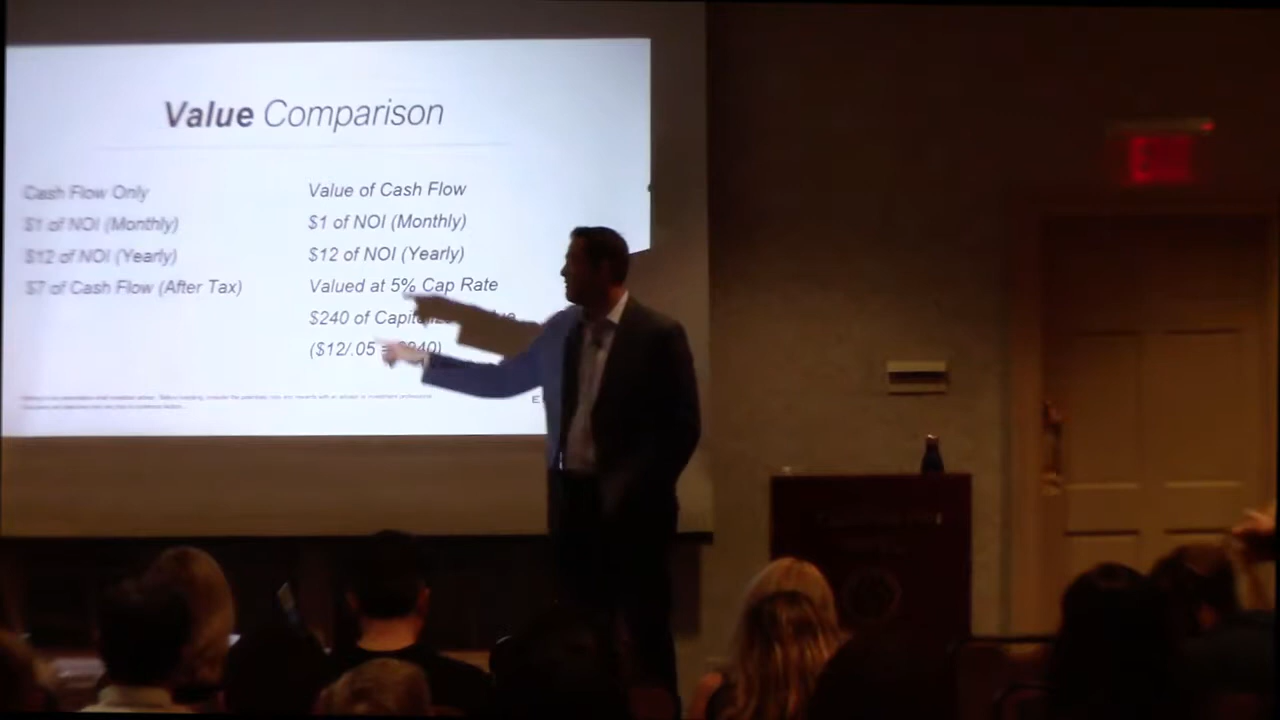 Value Comparison
Cash Flow Only
$1 of NOI (Monthly)
$12 of NOI (Yearly)
$7 of Cash Flow (After Tax)
Value of Cash Flow
$1 of NOI (Monthly)
$12 of NOI (Yearly)
Valued at 5% Cap Rate
$240 of
($12/.05